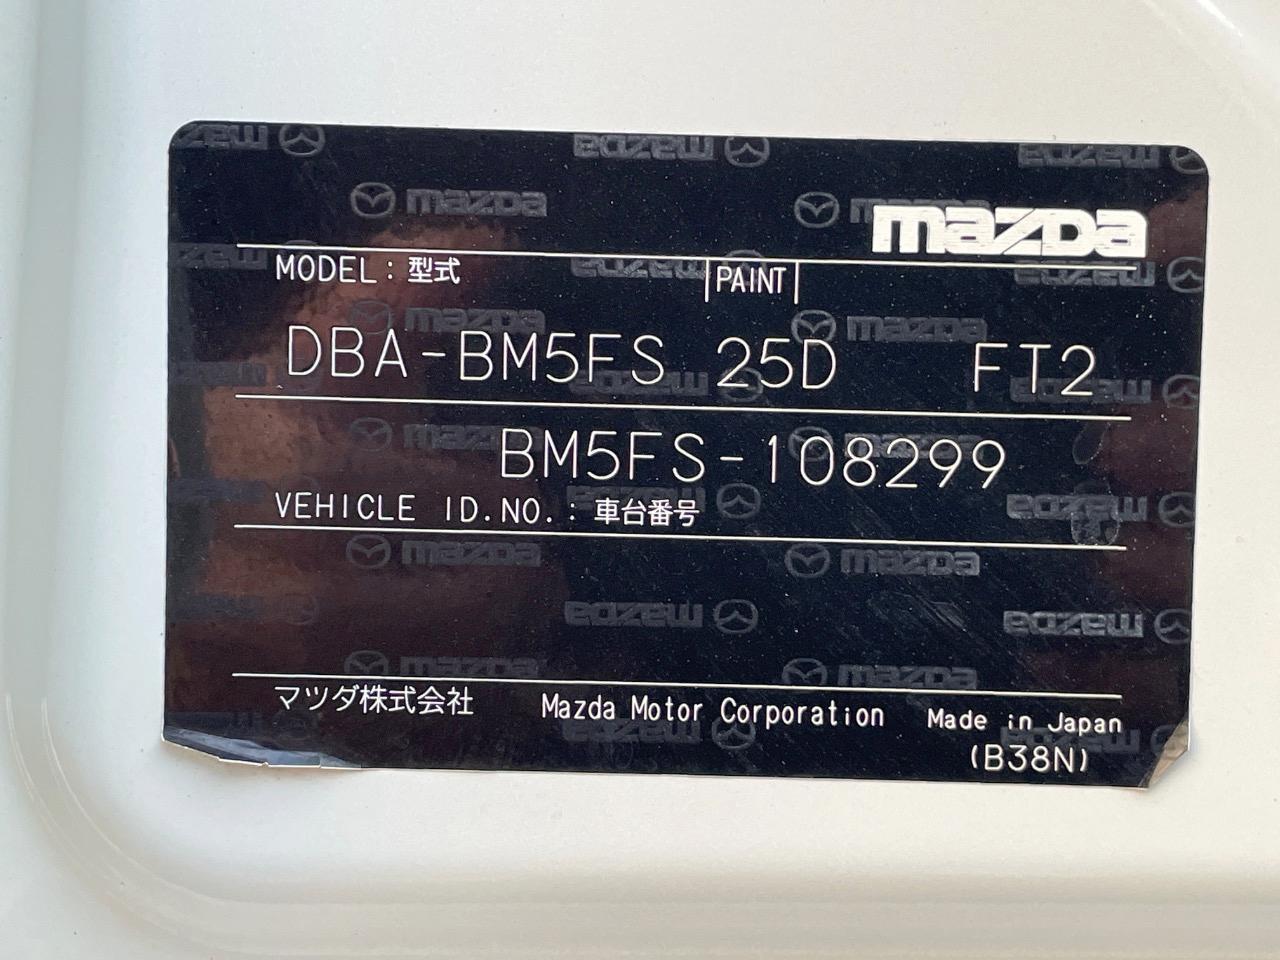 mazda
MODEL : 型式 PAINT
DBA-BM5FS 25D FT2
BM5FS-108299
VEHICLE ID.NO. : 車台番号
マツダ株式会社 Mazda Motor Corporation Made in Japan
(B38N)